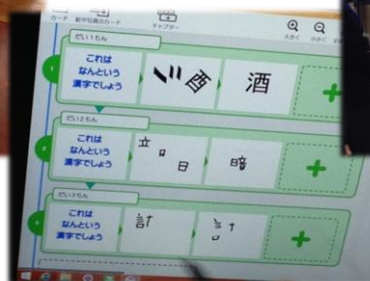 カード
チャプター
大きく
小さく
だい1もん
これは
なんという
漢字でしょう
酉
酒
だい2もん
これは
なんという
漢字でしょう
立
日
日
暗
だい3もん
これは
なんという
漢字でしょう
計